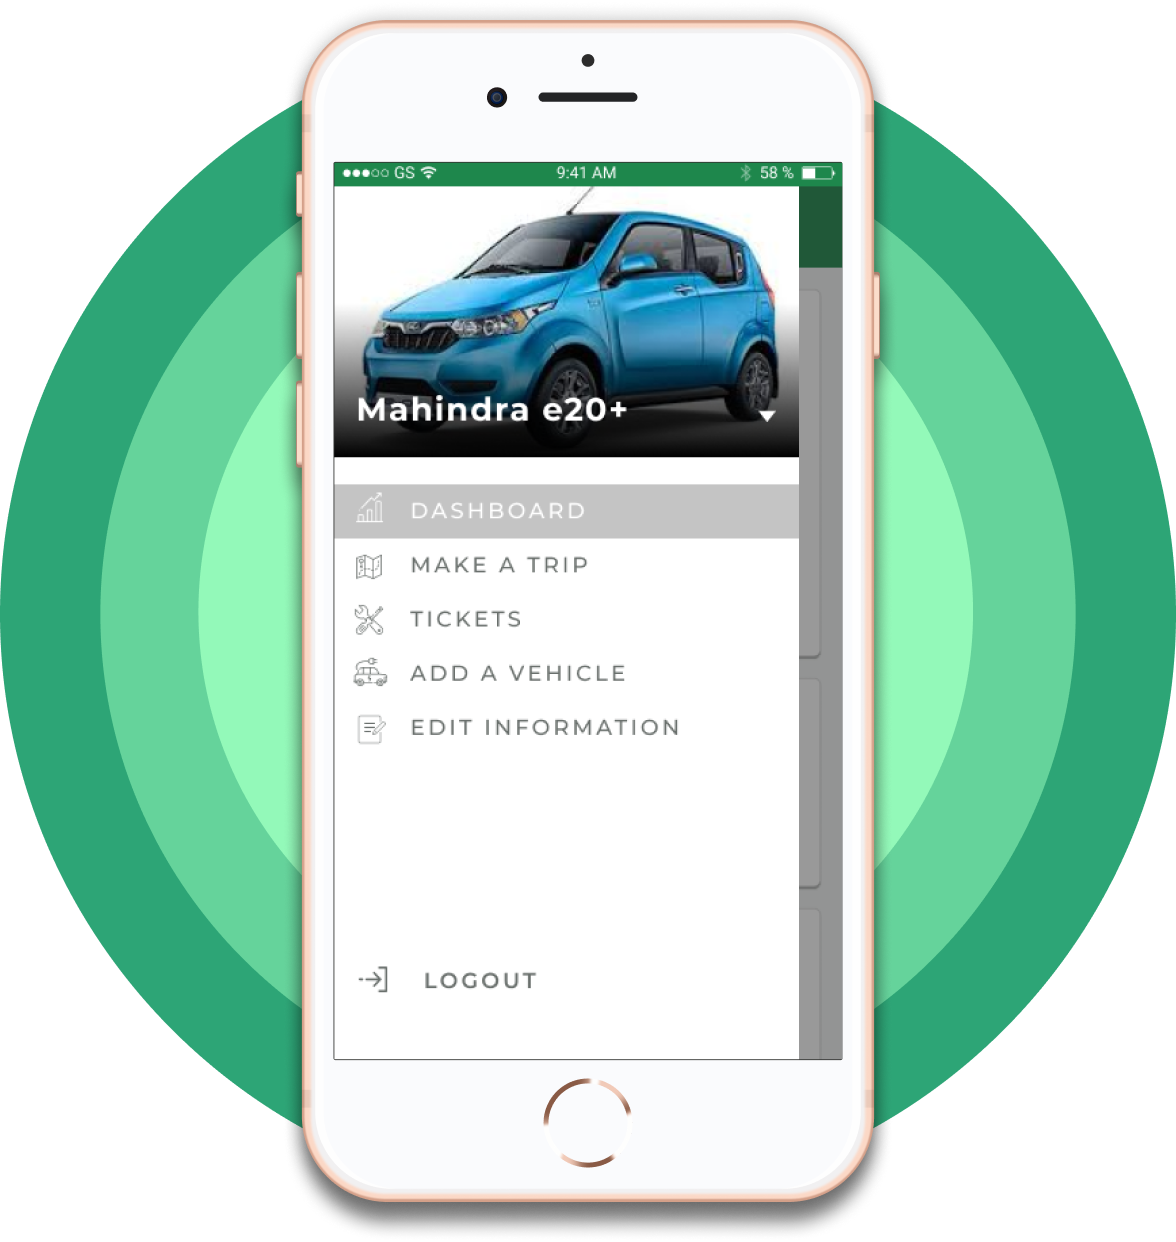 GS 9:41 AM 58 %
Mahindra e20+
DASHBOARD
MAKE A TRIP
TICKETS
ADD A VEHICLE
EDIT INFORMATION
LOGOUT